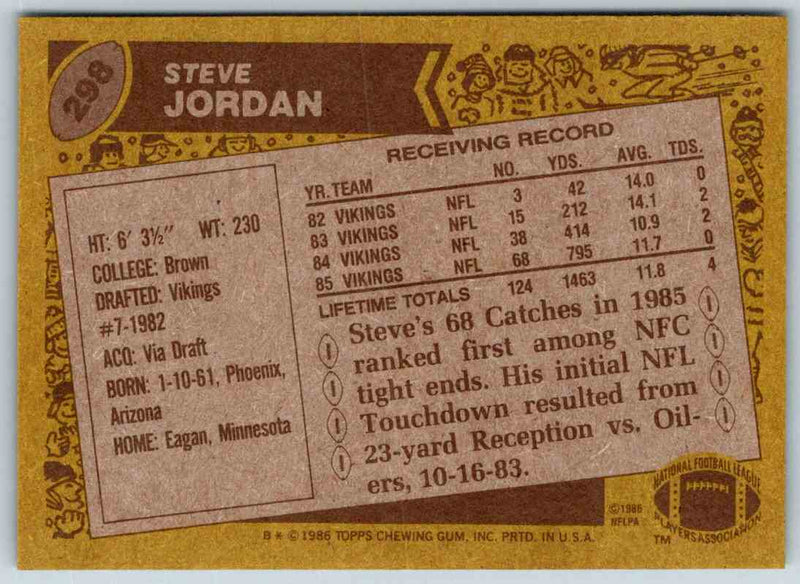 298
STEVE
JORDAN
RECEIVING RECORD
YR. TEAM NO. YDS. AVG. TDS.
82 VIKINGS NFL 3 42 14.0 0
83 VIKINGS NFL 15 212 14.1 2
84 VIKINGS NFL 38 414 10.9 2
85 VIKINGS NFL 68 795 11.7 0
LIFETIME TOTALS 124 1463 11.8 4
HT: 6' 3½" WT: 230
COLLEGE: Brown
DRAFTED: Vikings
#7-1982
ACQ: Via Draft
BORN: 1-10-61, Phoenix,
Arizona
HOME: Eagan, Minnesota
Steve's 68 Catches in 1985
ranked first among NFC
tight ends. His initial NFL
Touchdown resulted from
23-yard Reception vs. Oil-
ers, 10-16-83.
©1986
NFLPA
NATIONAL FOOTBALL LEAGUE
PLAYERS ASSOCIATION
TM
B * © 1986 TOPPS CHEWING GUM, INC. PRTD. IN U.S.A.